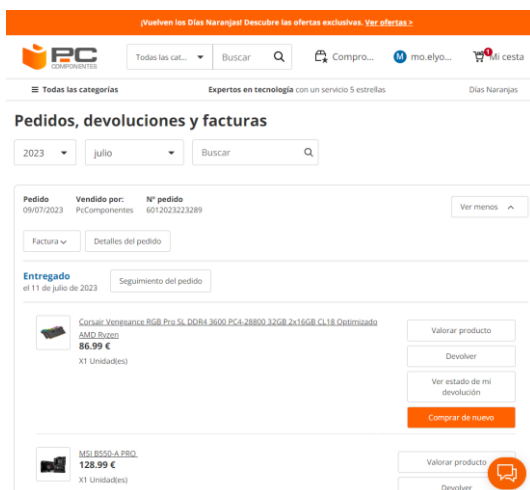 ¡Vuelven los Días Naranjas! Descubre las ofertas exclusivas. Ver ofertas >
PC COMPONENTES
Todas las cat...
Buscar
Compro...
M mo.elyo...
0 Mi cesta
Todas las categorías
Expertos en tecnología con un servicio 5 estrellas
Días Naranjas
Pedidos, devoluciones y facturas
2023
julio
Buscar
Pedido Vendido por: Nº pedido
09/07/2023 PcComponentes 6012023223289
Ver menos
Factura
Detalles del pedido
Entregado
el 11 de julio de 2023
Seguimiento del pedido
Corsair Vengeance RGB Pro SL DDR4 3600 PC4-28800 32GB 2x16GB CL18 Optimizado
AMD Ryzen
86.99 €
X1 Unidad(es)
Valorar producto
Devolver
Ver estado de mi
devolución
Comprar de nuevo
MSI B550-A PRO
128.99 €
X1 Unidad(es)
Valorar producto
Devolver